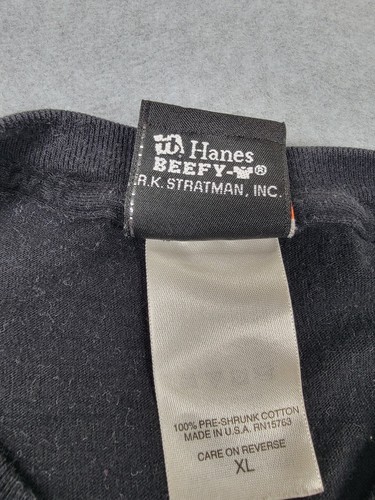 Hanes
BEEFY-®
R.K. STRATMAN, INC.
100% PRE-SHRUNK COTTON
MADE IN U.S.A. RN15763
CARE ON REVERSE
XL